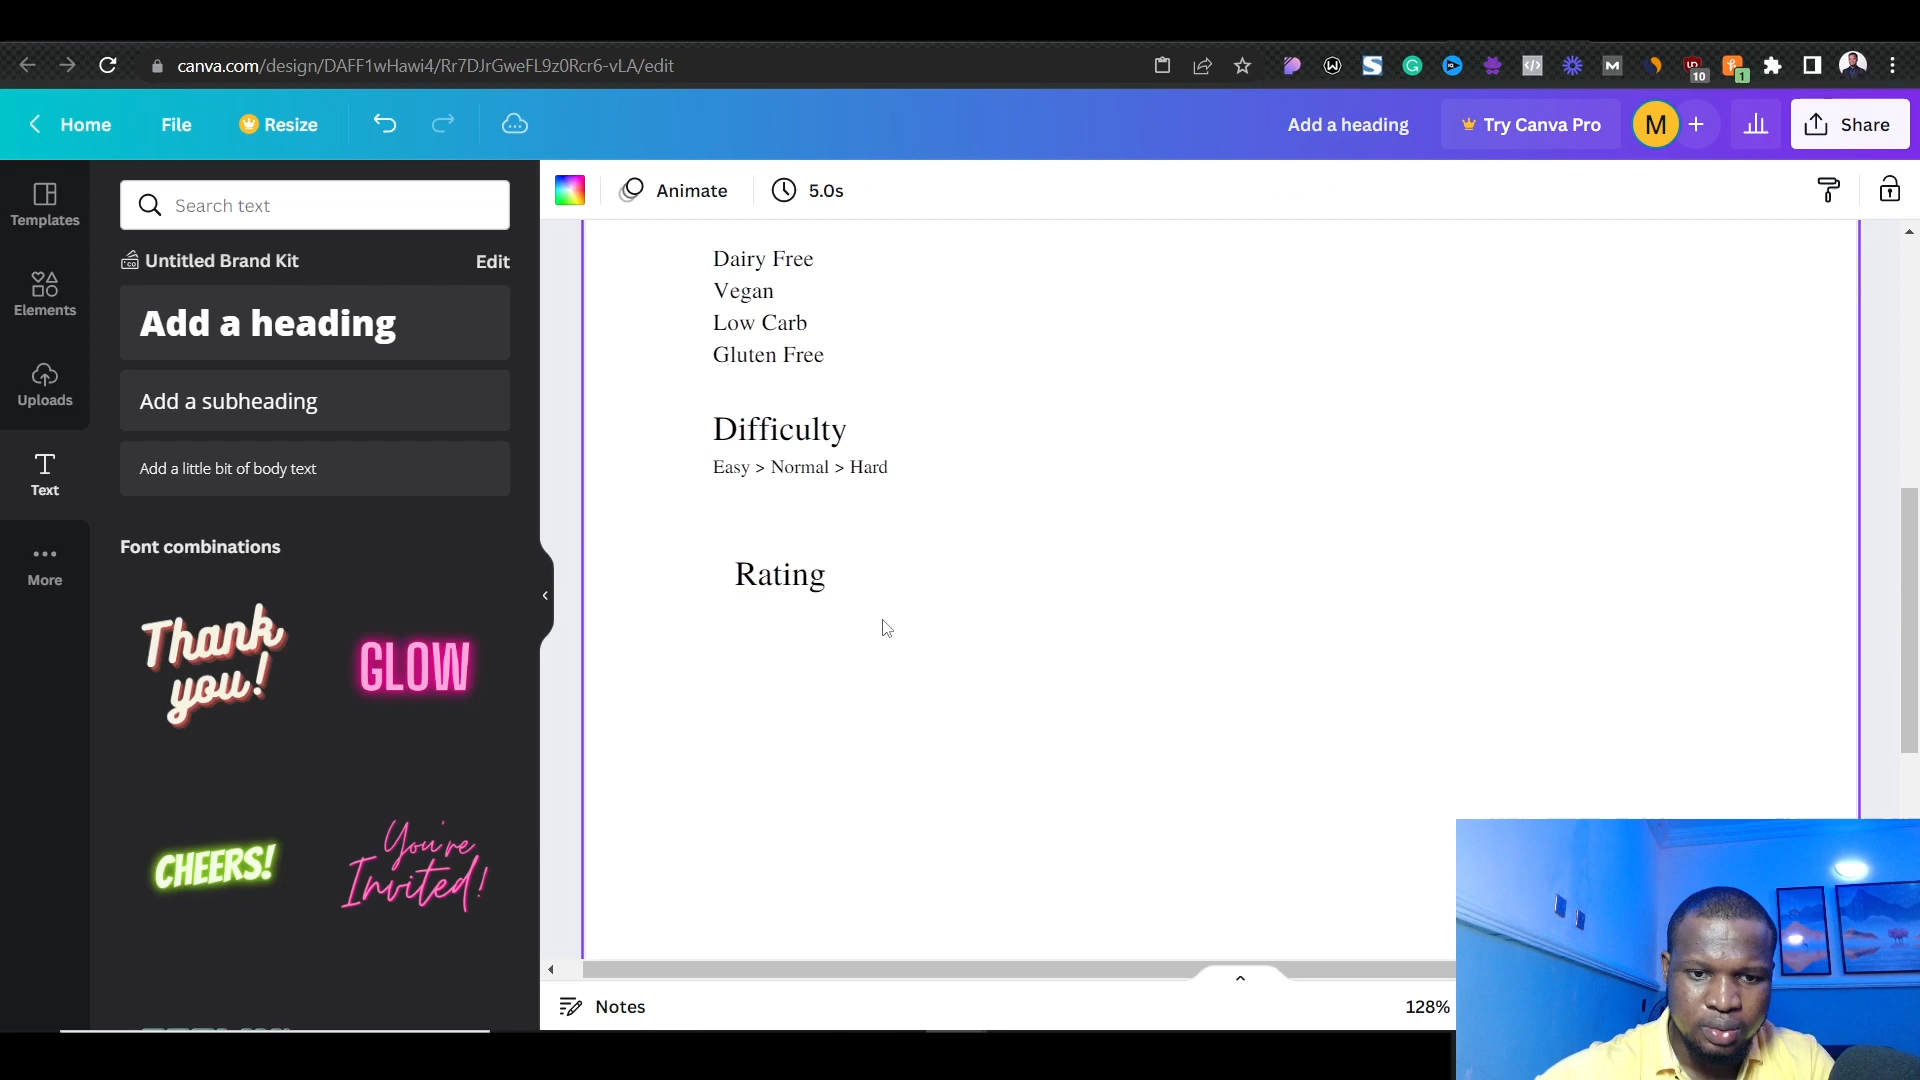 canva.com/design/DAFF1wHawi4/Rr7DJrGweFL9z0Rcr6-vLA/edit
10
1
Home
File
Resize
Add a heading
Try Canva Pro
M
Share
Templates
Elements
Uploads
Text
More
Search text
Untitled Brand Kit
Edit
Add a heading
Add a subheading
Add a little bit of body text
Font combinations
Thank
you!
GLOW
CHEERS!
You're
Invited!
Animate
5.0s
Dairy Free
Vegan
Low Carb
Gluten Free
Difficulty
Easy > Normal > Hard
Rating
Notes
128%